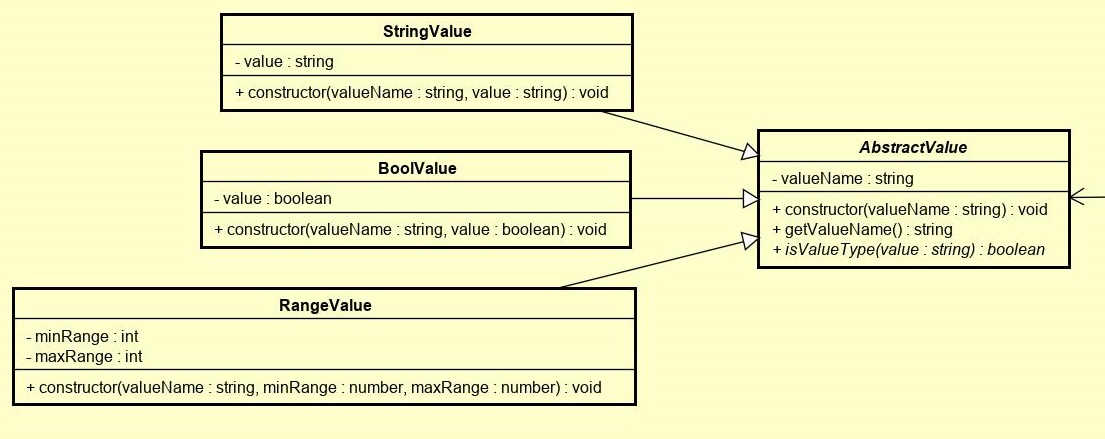 StringValue
- value : string
+ constructor(valueName : string, value : string) : void
BoolValue
- value : boolean
+ constructor(valueName : string, value : boolean) : void
AbstractValue
- valueName : string
+ constructor(valueName : string) : void
+ getValueName() : string
+ isValueType(value : string) : boolean
RangeValue
- minRange : int
- maxRange : int
+ constructor(valueName : string, minRange : number, maxRange : number) : void